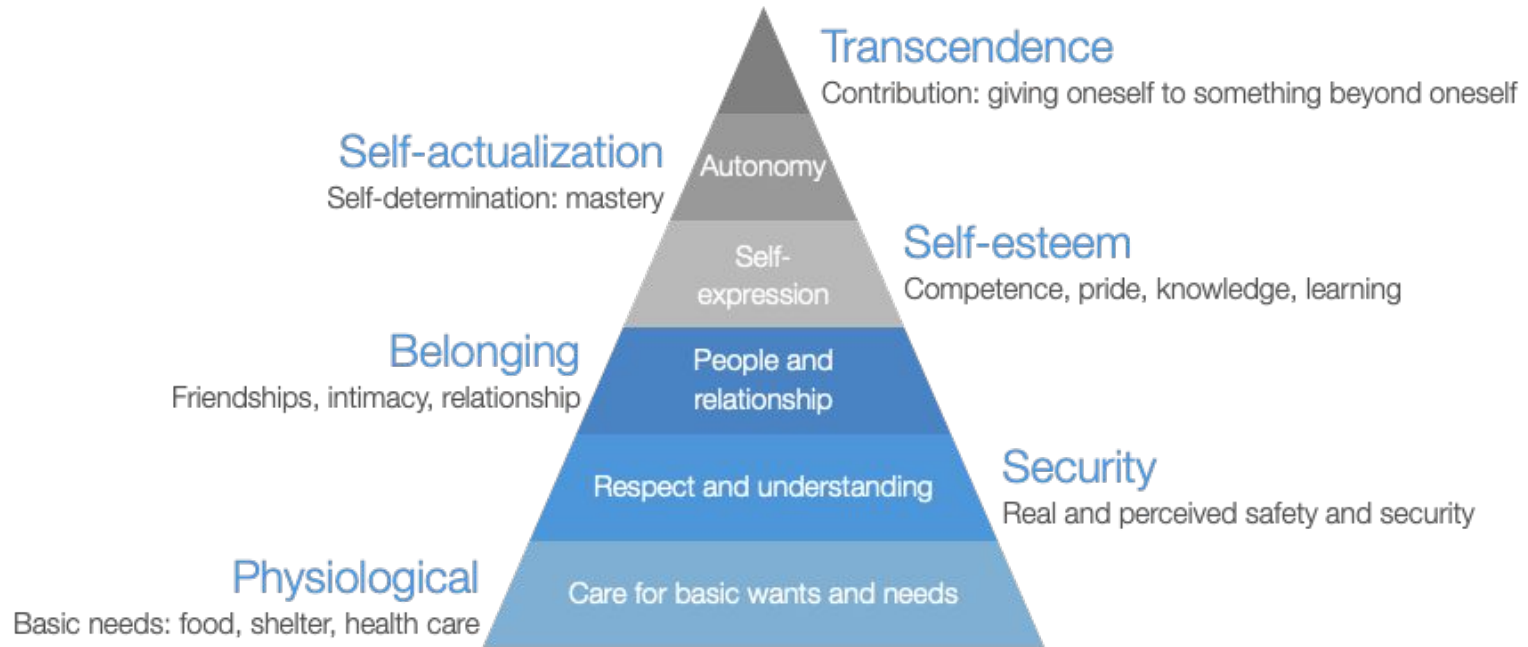 Transcendence
Contribution: giving oneself to something beyond oneself
Self-actualization
Self-determination: mastery
Autonomy
Self-esteem
Competence, pride, knowledge, learning
Self-
expression
Belonging
Friendships, intimacy, relationship
People and
relationship
Security
Real and perceived safety and security
Respect and understanding
Physiological
Basic needs: food, shelter, health care
Care for basic wants and needs